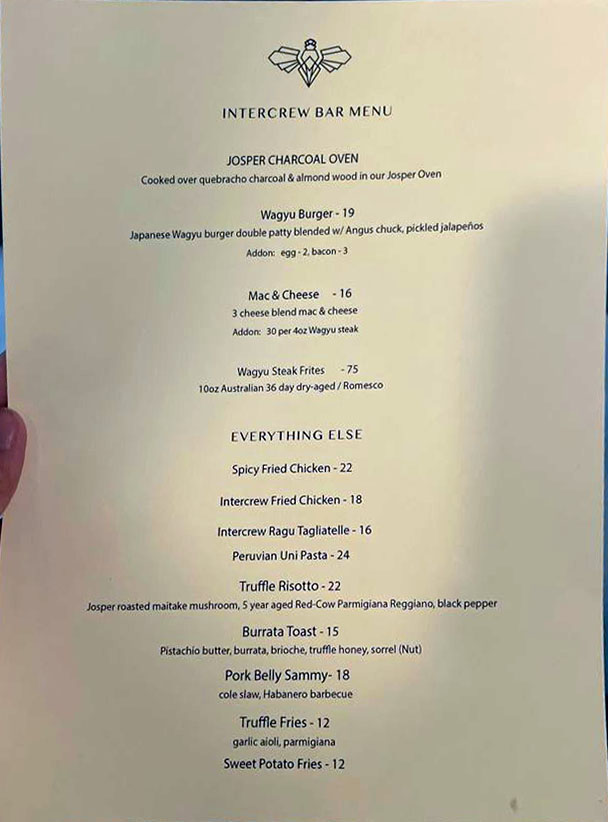 INTERCREW BAR MENU
JOSPER CHARCOAL OVEN
Cooked over quebracho charcoal & almond wood in our Josper Oven
Wagyu Burger - 19
Japanese Wagyu burger double patty blended w/ Angus chuck, pickled jalapeños
Addon: egg - 2, bacon - 3
Mac & Cheese - 16
3 cheese blend mac & cheese
Addon: 30 per 4oz Wagyu steak
Wagyu Steak Frites - 75
10oz Australian 36 day dry-aged / Romesco
EVERYTHING ELSE
Spicy Fried Chicken - 22
Intercrew Fried Chicken - 18
Intercrew Ragu Tagliatelle - 16
Peruvian Uni Pasta - 24
Truffle Risotto - 22
Josper roasted maitake mushroom, 5 year aged Red-Cow Parmigiana Reggiano, black pepper
Burrata Toast - 15
Pistachio butter, burrata, brioche, truffle honey, sorrel (Nut)
Pork Belly Sammy- 18
cole slaw, Habanero barbecue
Truffle Fries - 12
garlic aioli, parmigiana
Sweet Potato Fries - 12